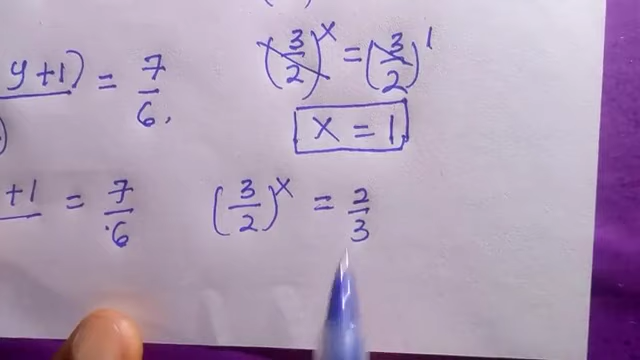 y+1) = 7/6,
(3/2)^x = (3/2)^1
x = 1
+1 = 7/6
(3/2)^x = 2/3